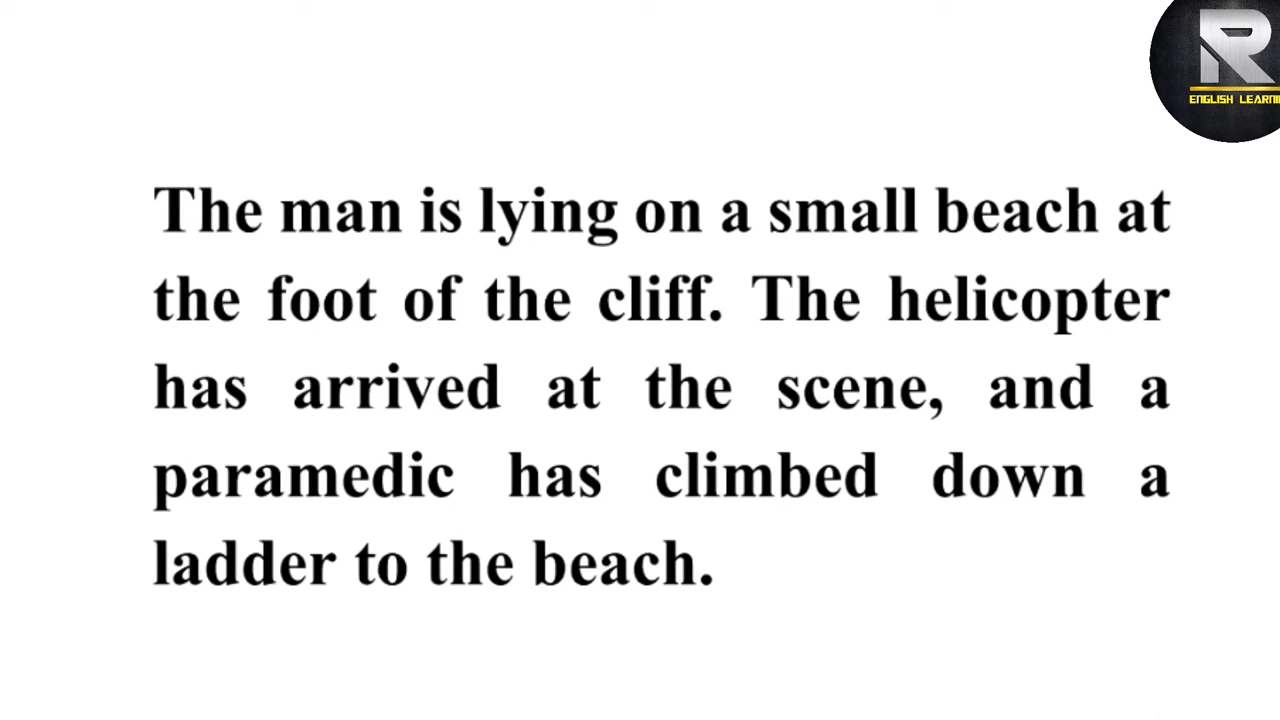 R
ENGLISH
The man is lying on a small beach at
the foot of the cliff. The helicopter
has arrived at the scene, and a
paramedic has climbed down a
ladder to the beach.